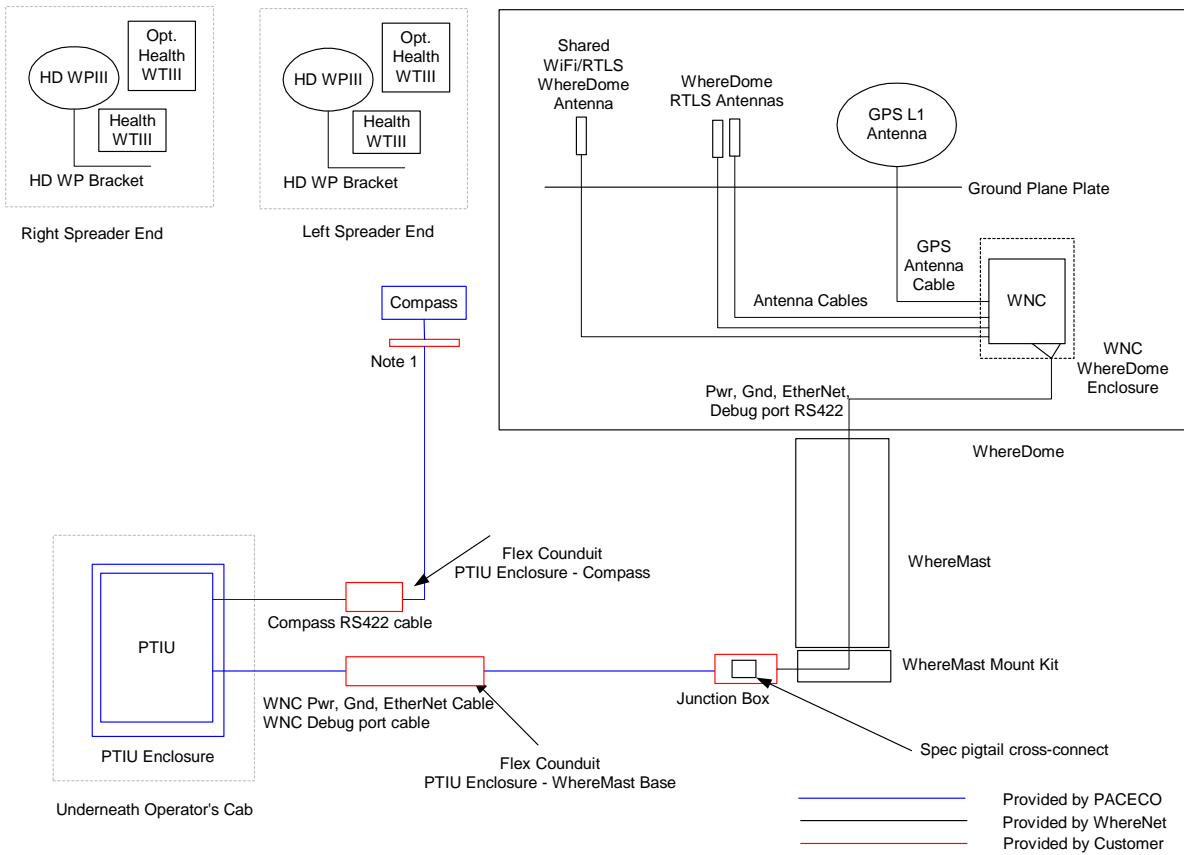 Opt.
Health
WTIII
HD WPIII
Health
WTIII
HD WP Bracket
Right Spreader End
Opt.
Health
WTIII
HD WPIII
Health
WTIII
HD WP Bracket
Left Spreader End
Shared
WiFi/RTLS
WhereDome
Antenna
WhereDome
RTLS Antennas
GPS L1
Antenna
Ground Plane Plate
GPS
Antenna
Cable
Antenna Cables
WNC
WNC
WhereDome
Enclosure
Pwr, Gnd, EtherNet,
Debug port RS422
WhereDome
Compass
Note 1
Flex Counduit
PTIU Enclosure - Compass
WhereMast
PTIU
Compass RS422 cable
WhereMast Mount Kit
Junction Box
WNC Pwr, Gnd, EtherNet Cable
WNC Debug port cable
PTIU Enclosure
Spec pigtail cross-connect
Flex Counduit
PTIU Enclosure - WhereMast Base
Underneath Operator's Cab
Provided by PACECO
Provided by WhereNet
Provided by Customer